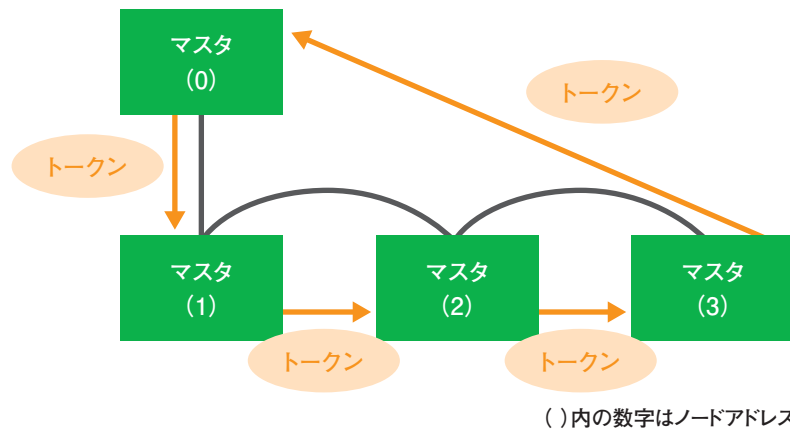 マスタ
(0)
トークン
トークン
マスタ
(1)
マスタ
(2)
マスタ
(3)
トークン
トークン
( )内の数字はノードアドレス